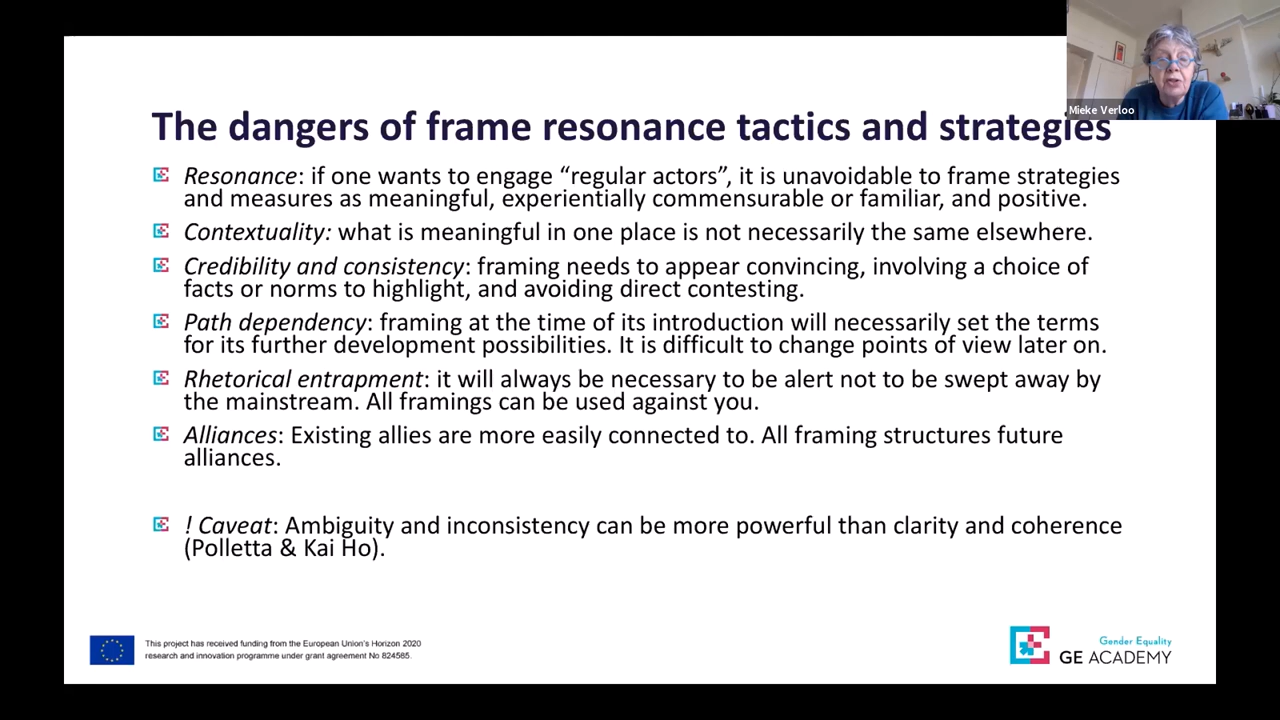 Mieke Verloo
The dangers of frame resonance tactics and strategies
Resonance: if one wants to engage “regular actors”, it is unavoidable to frame strategies
and measures as meaningful, experientially commensurable or familiar, and positive.
Contextuality: what is meaningful in one place is not necessarily the same elsewhere.
Credibility and consistency: framing needs to appear convincing, involving a choice of
facts or norms to highlight, and avoiding direct contesting.
Path dependency: framing at the time of its introduction will necessarily set the terms
for its further development possibilities. It is difficult to change points of view later on.
Rhetorical entrapment: it will always be necessary to be alert not to be swept away by
the mainstream. All framings can be used against you.
Alliances: Existing allies are more easily connected to. All framing structures future
alliances.
! Caveat: Ambiguity and inconsistency can be more powerful than clarity and coherence
(Polletta & Kai Ho).
This project has received funding from the European Union's Horizon 2020
research and innovation programme under grant agreement No 824585.
Gender Equality
GE ACADEMY